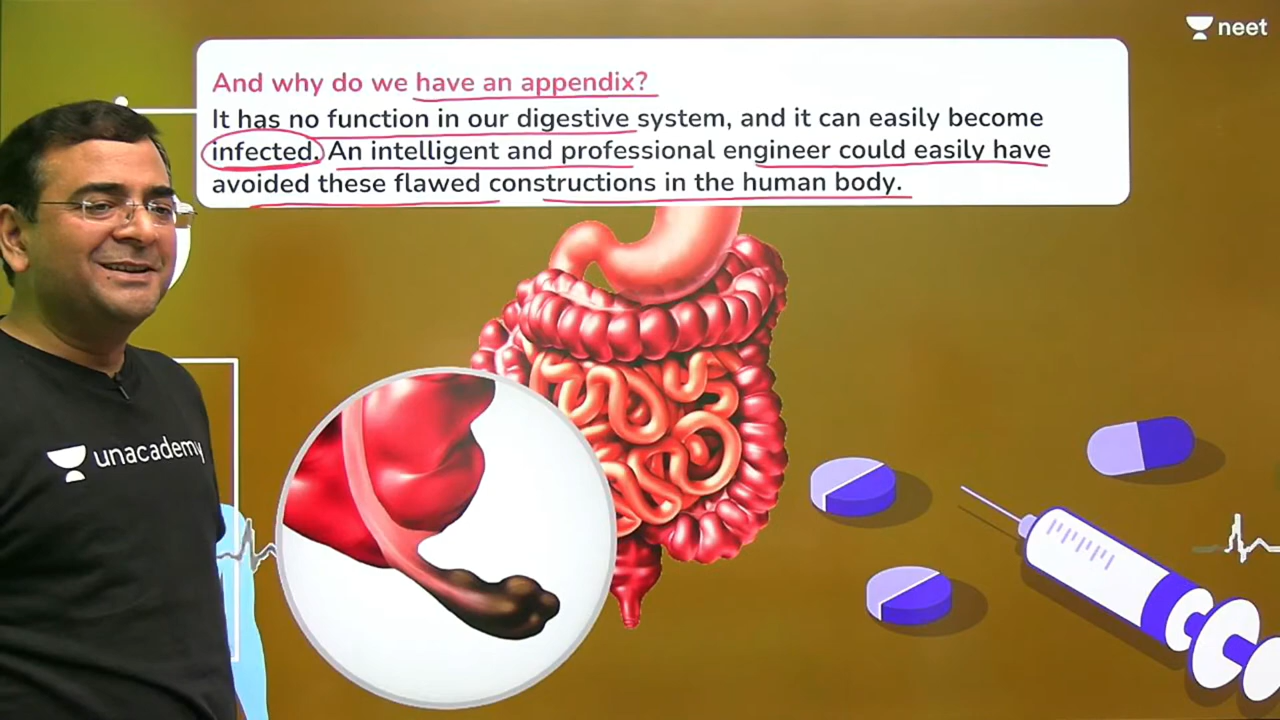 neet
And why do we have an appendix?
It has no function in our digestive system, and it can easily become
infected. An intelligent and professional engineer could easily have
avoided these flawed constructions in the human body.
unacademy